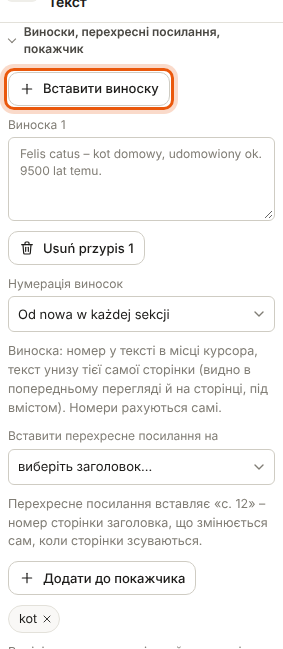 Текст
Виноски, перехресні посилання,
покажчик
Вставити виноску
Виноска 1
Felis catus – kot domowy, udomowiony ok.
9500 lat temu.
Usuń przypis 1
Нумерація виносок
Od nowa w każdej sekcji
Виноска: номер у тексті в місці курсора,
текст унизу тієї самої сторінки (видно в
попередньому перегляді й на сторінці, під
вмістом). Номери рахуються самі.
Вставити перехресне посилання на
виберіть заголовок...
Перехресне посилання вставляє «с. 12» –
номер сторінки заголовка, що змінюється
сам, коли сторінки зсуваються.
Додати до покажчика
kot ×